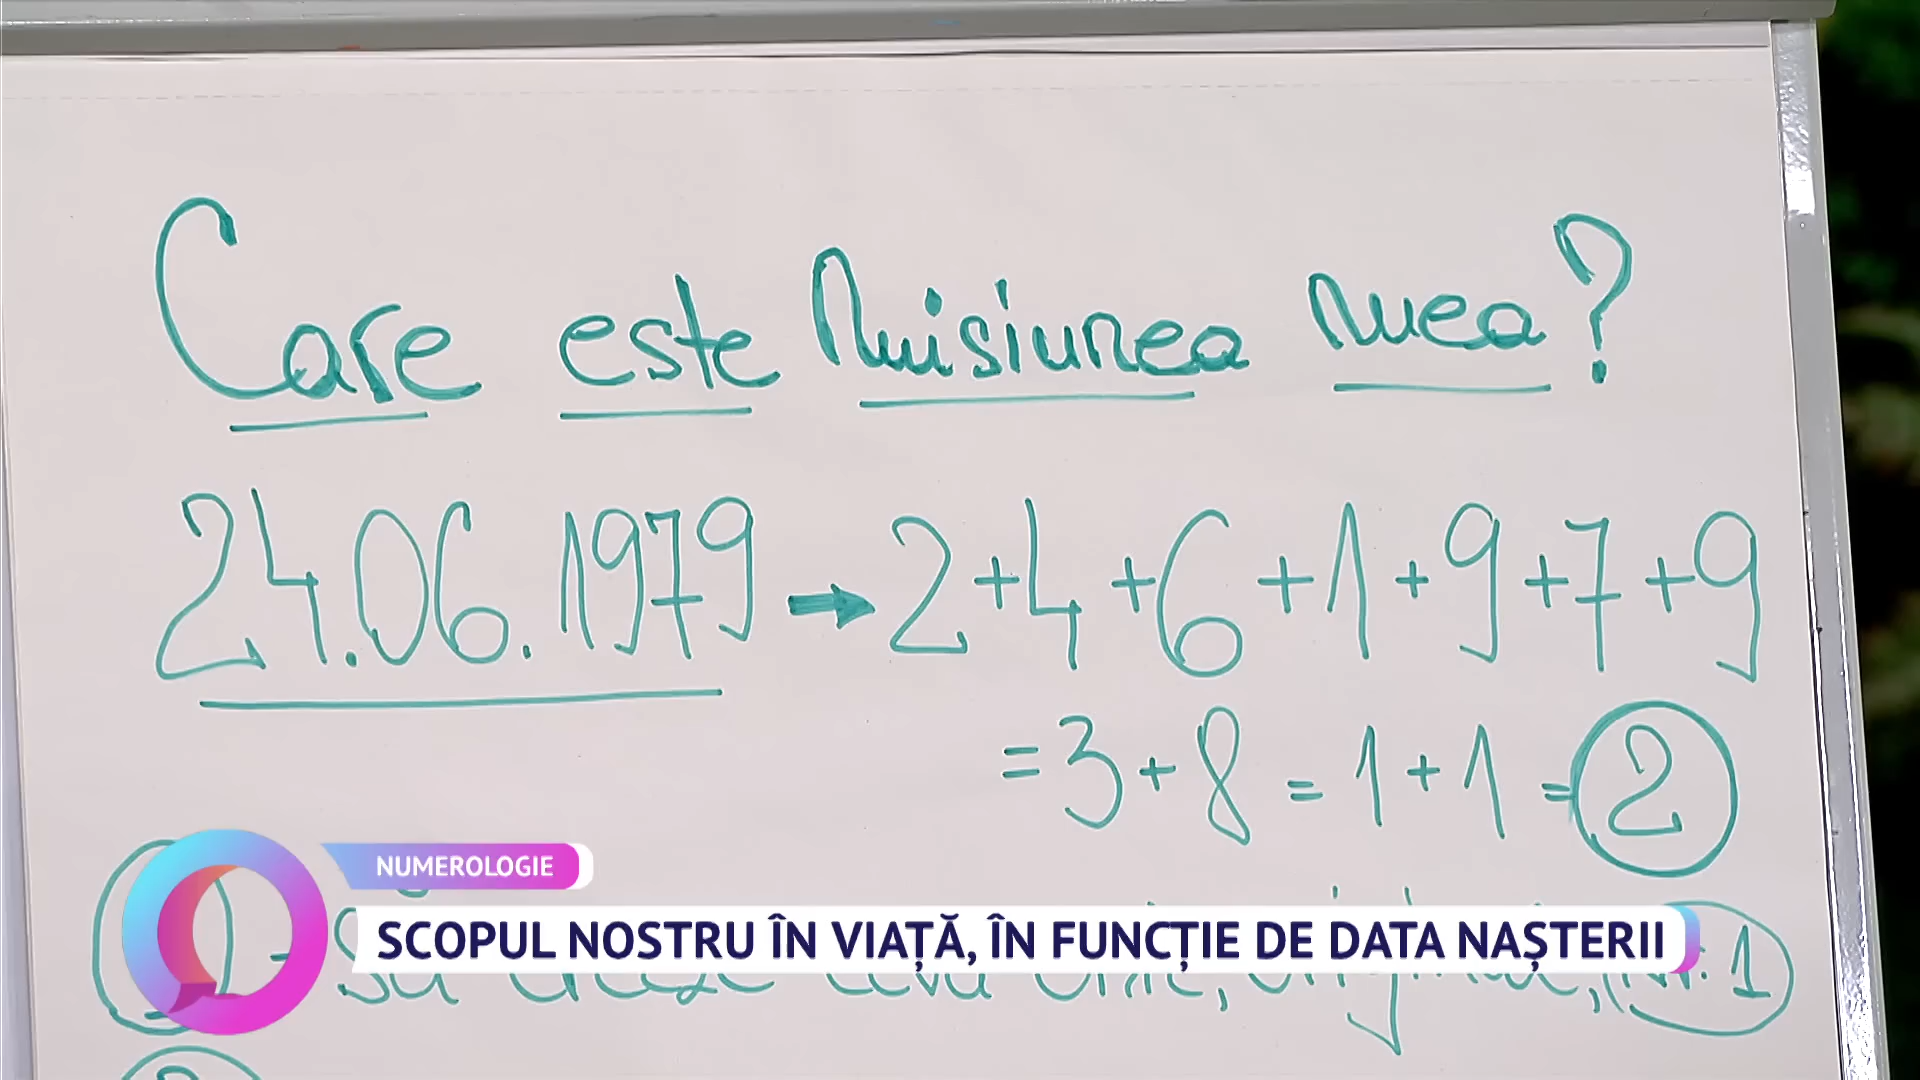 Care este misiunea mea?
24.06.1979 → 2+4+6+1+9+7+9
=3+8=1+1=2
NUMEROLOGIE
SCOPUL NOSTRU ÎN VIAȚĂ, ÎN FUNCȚIE DE DATA NAȘTERII
1